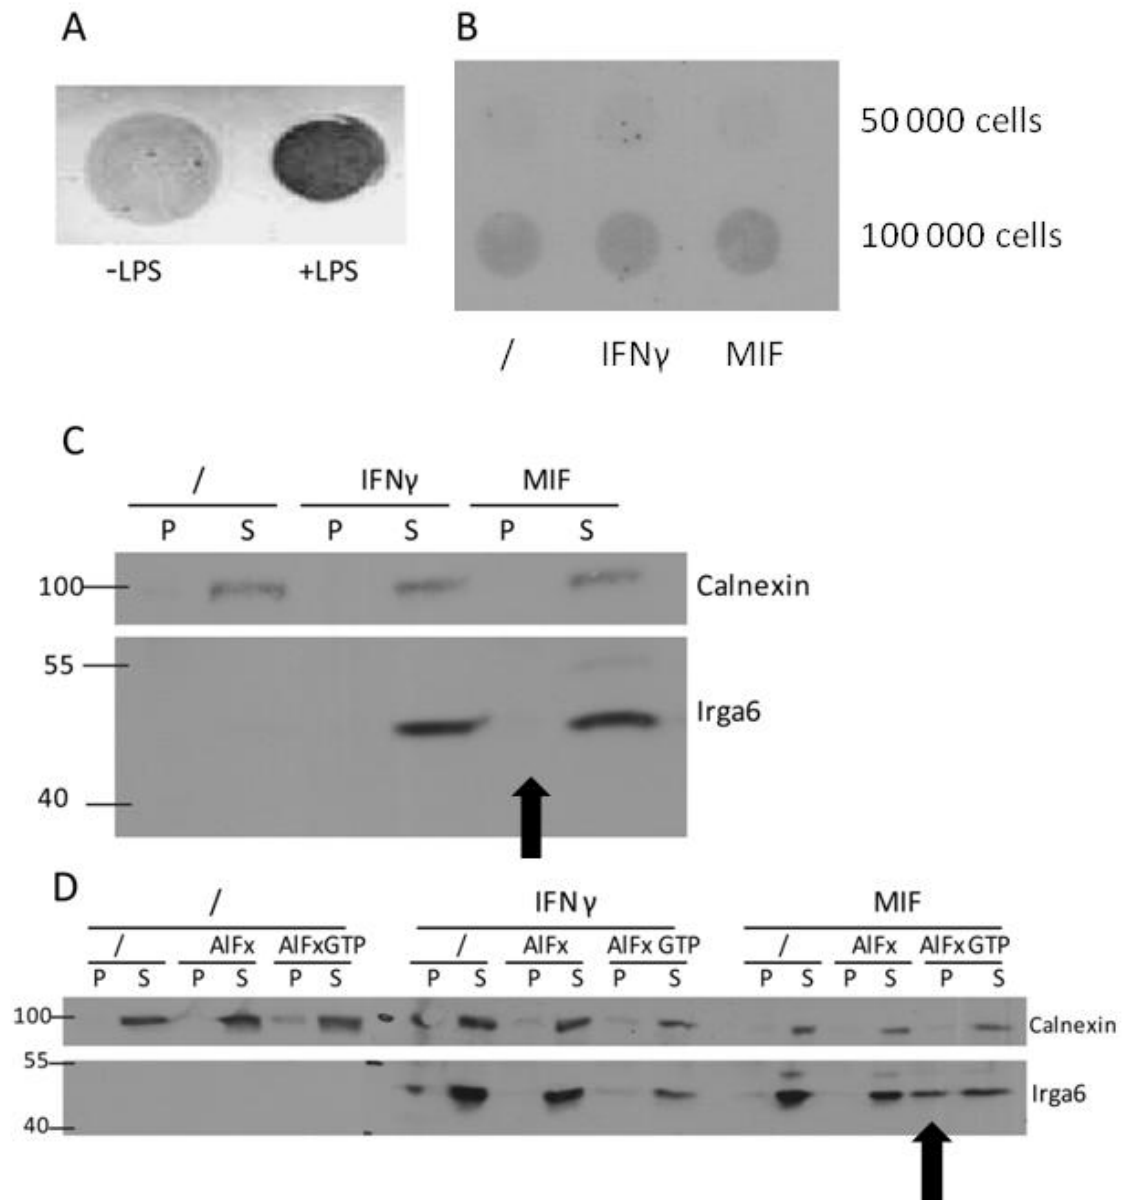 A
B
50 000 cells
100 000 cells
-LPS +LPS
/ IFNγ MIF
C
/ IFNγ MIF
P S P S P S
100 Calnexin
55
Irga6
40
D
/ IFN γ MIF
/ AlFx AlFxGTP / AlFx AlFx GTP / AlFx AlFx GTP
P S P S P S P S P S P S P S P S P S
100 Calnexin
55
Irga6
40